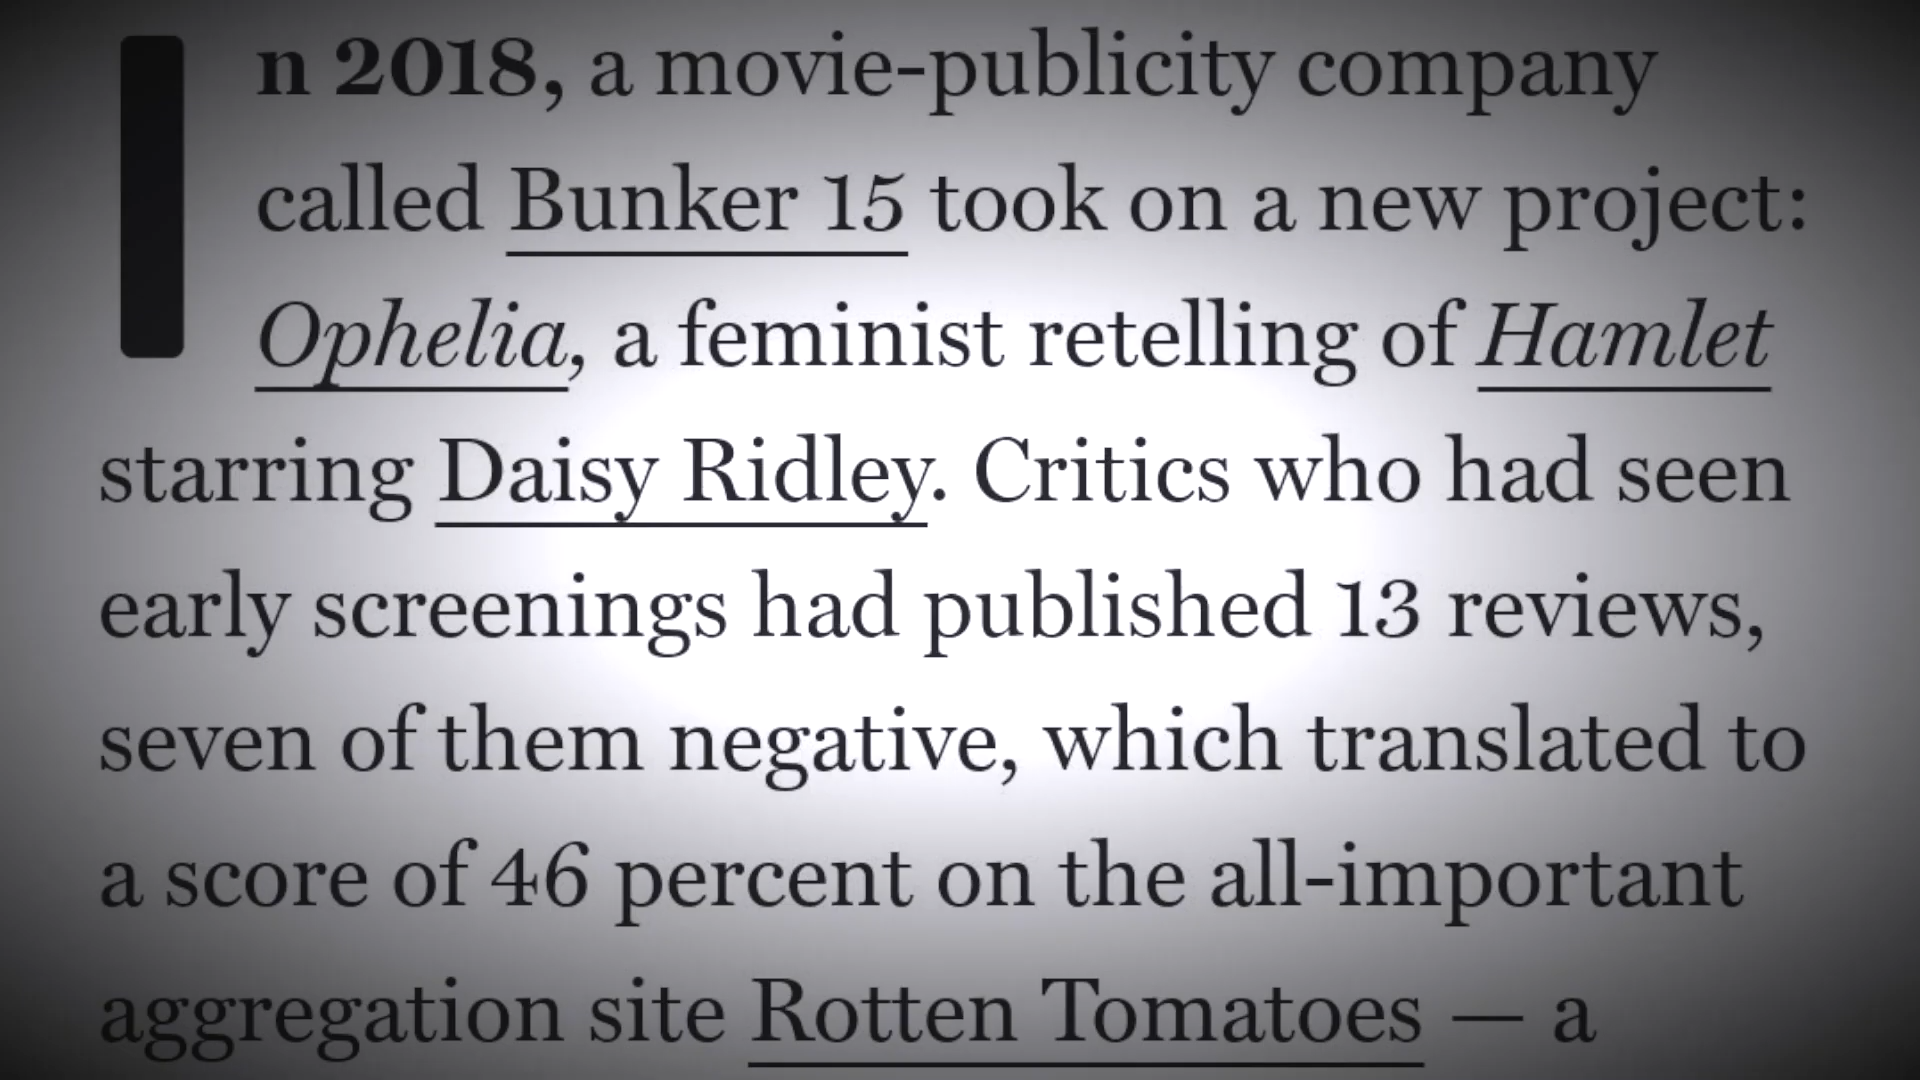 In 2018, a movie-publicity company
called Bunker 15 took on a new project:
Ophelia, a feminist retelling of Hamlet
starring Daisy Ridley. Critics who had seen
early screenings had published 13 reviews,
seven of them negative, which translated to
a score of 46 percent on the all-important
aggregation site Rotten Tomatoes — a